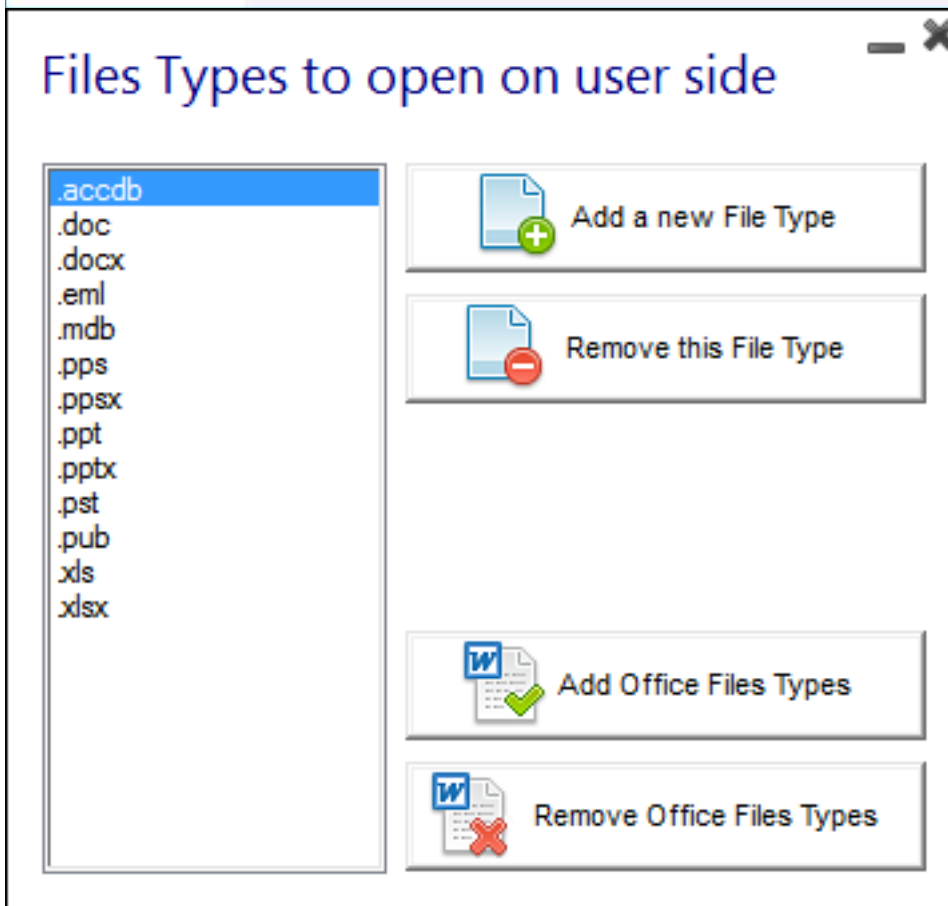 Files Types to open on user side
.accdb
.doc
.docx
.eml
.mdb
.pps
.ppsx
.ppt
.pptx
.pst
.pub
.xls
.xlsx
Add a new File Type
Remove this File Type
Add Office Files Types
Remove Office Files Types